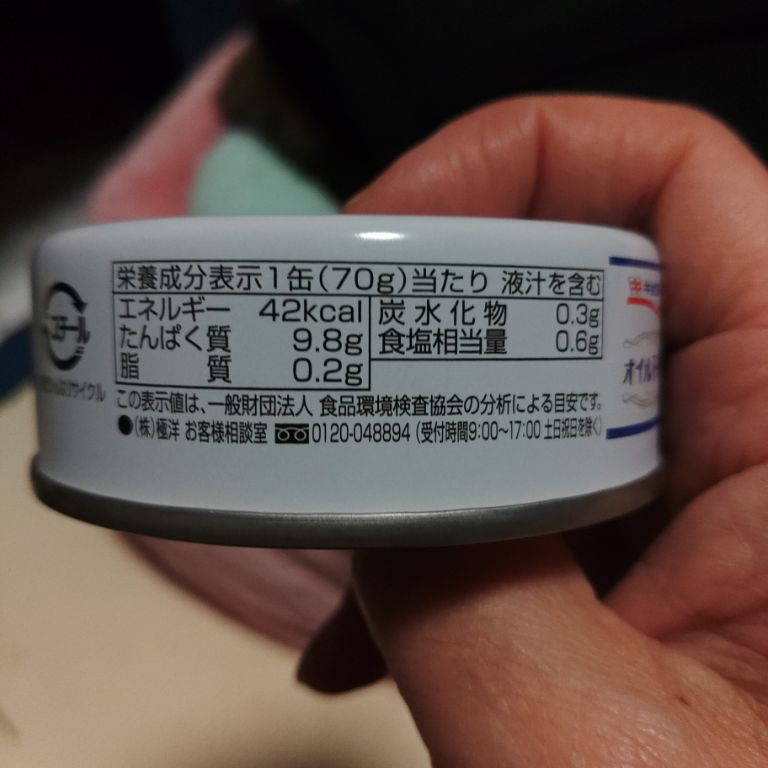 栄養成分表示1缶(70g)当たり 液汁を含む
エネルギー 42kcal
たんぱく質 9.8g
脂質 0.2g
炭水化物 0.3g
食塩相当量 0.6g
この表示値は、一般財団法人 食品環境検査協会の分析による目安です。
●(株)極洋 お客様相談室 0120-048894 (受付時間9:00〜17:00 土日祝日を除く)
スチール
オイル